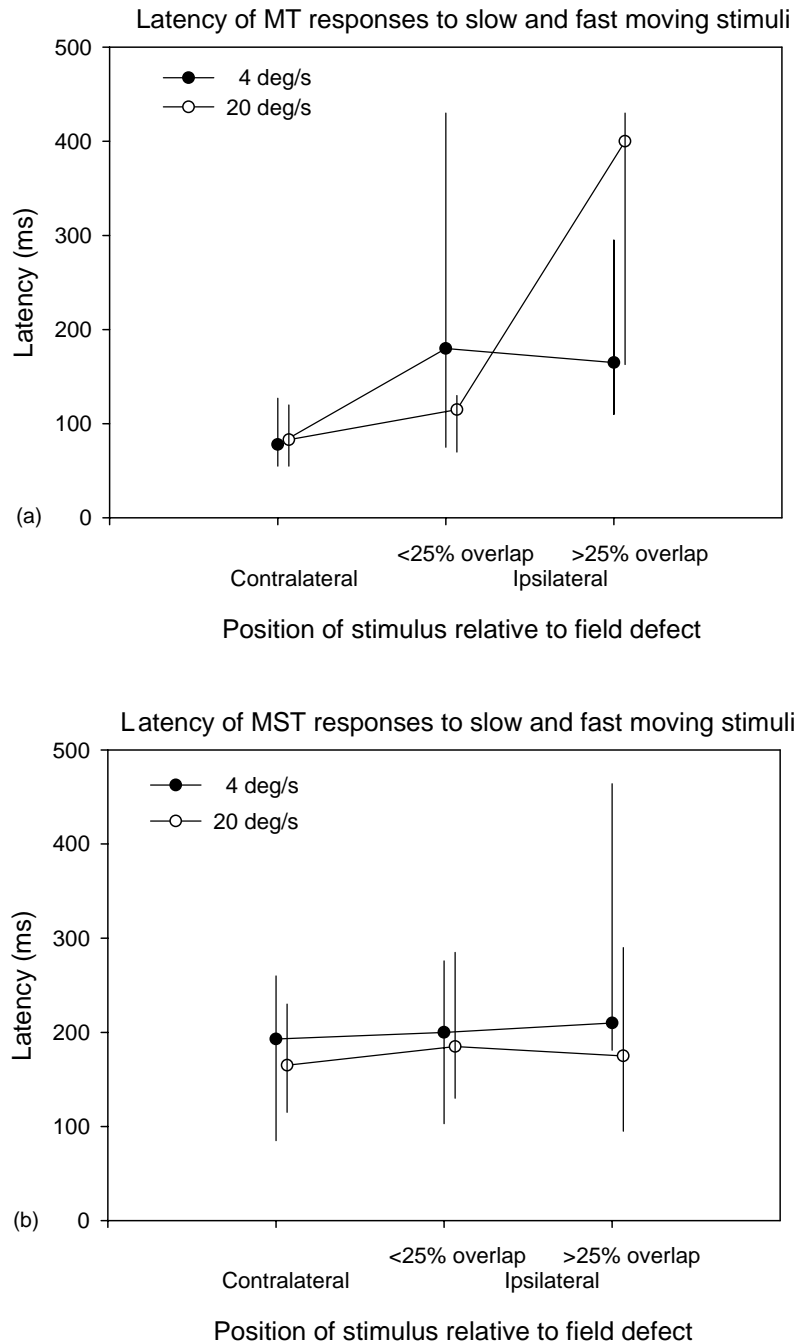 Latency of MT responses to slow and fast moving stimuli
500
4 deg/s
20 deg/s
400
300
Latency (ms)
200
100
(a)
0
<25% overlap >25% overlap
Contralateral Ipsilateral
Position of stimulus relative to field defect
Latency of MST responses to slow and fast moving stimuli
500
4 deg/s
20 deg/s
400
300
Latency (ms)
200
100
(b)
0
<25% overlap >25% overlap
Contralateral Ipsilateral
Position of stimulus relative to field defect